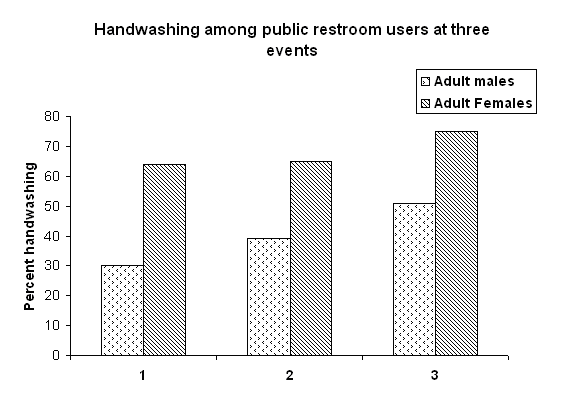 Handwashing among public restroom users at three
events
Adult males
Adult Females
Percent handwashing
80
70
60
50
40
30
20
10
0
1 2 3